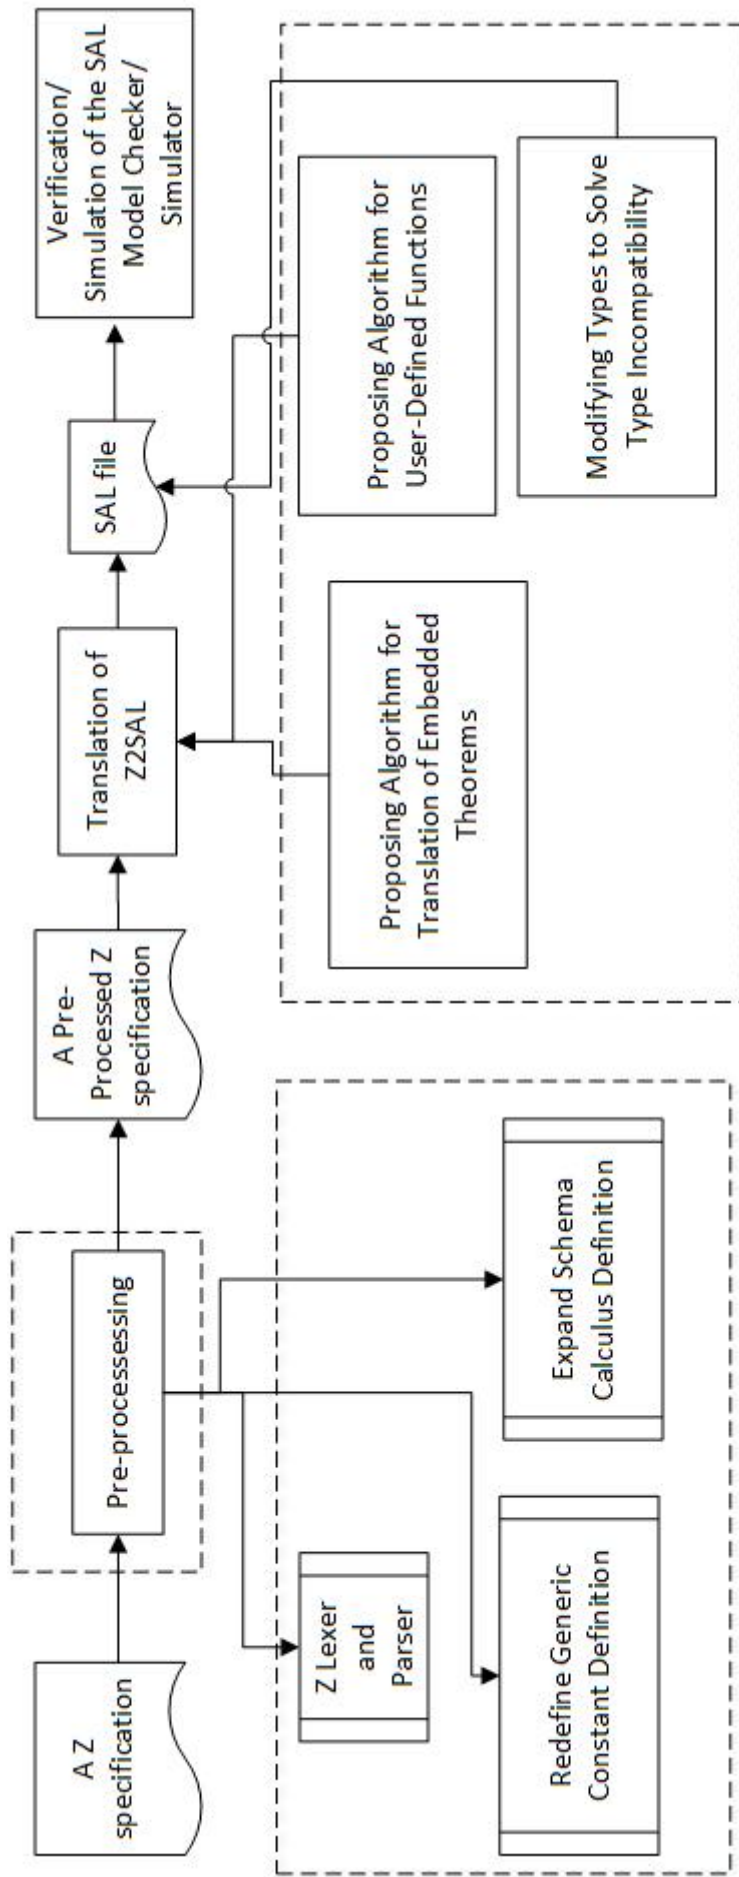 A Z
specification
Pre-processessing
A Pre-
Processed Z
specification
Translation of
Z2SAL
SAL file
Verification/
Simulation of the SAL
Model Checker/
Simulator
Z Lexer
and
Parser
Redefine Generic
Constant Definition
Expand Schema
Calculus Definition
Proposing Algorithm for
Translation of Embedded
Theorems
Proposing Algorithm for
User-Defined Functions
Modifying Types to Solve
Type Incompatibility